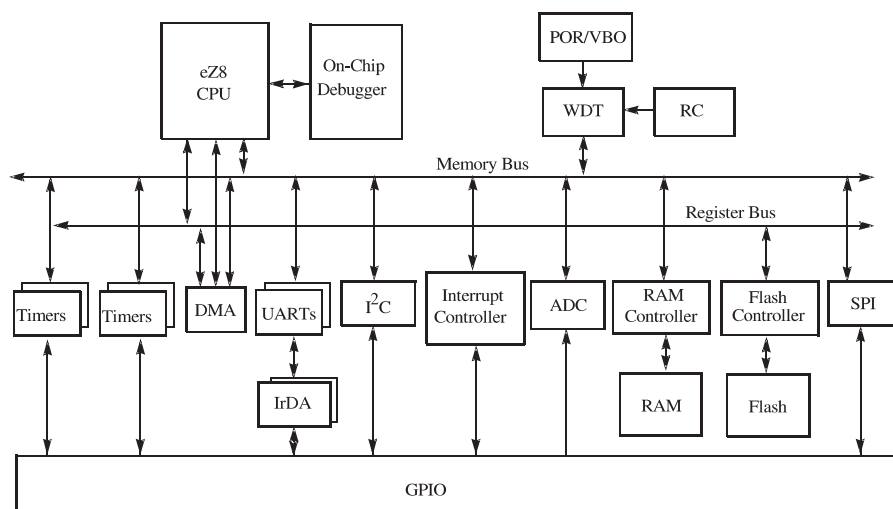 POR/VBO
eZ8
CPU
On-Chip
Debugger
WDT
RC
Memory Bus
Register Bus
Timers
Timers
DMA
UARTs
I²C
Interrupt
Controller
ADC
RAM
Controller
Flash
Controller
SPI
IrDA
RAM
Flash
GPIO